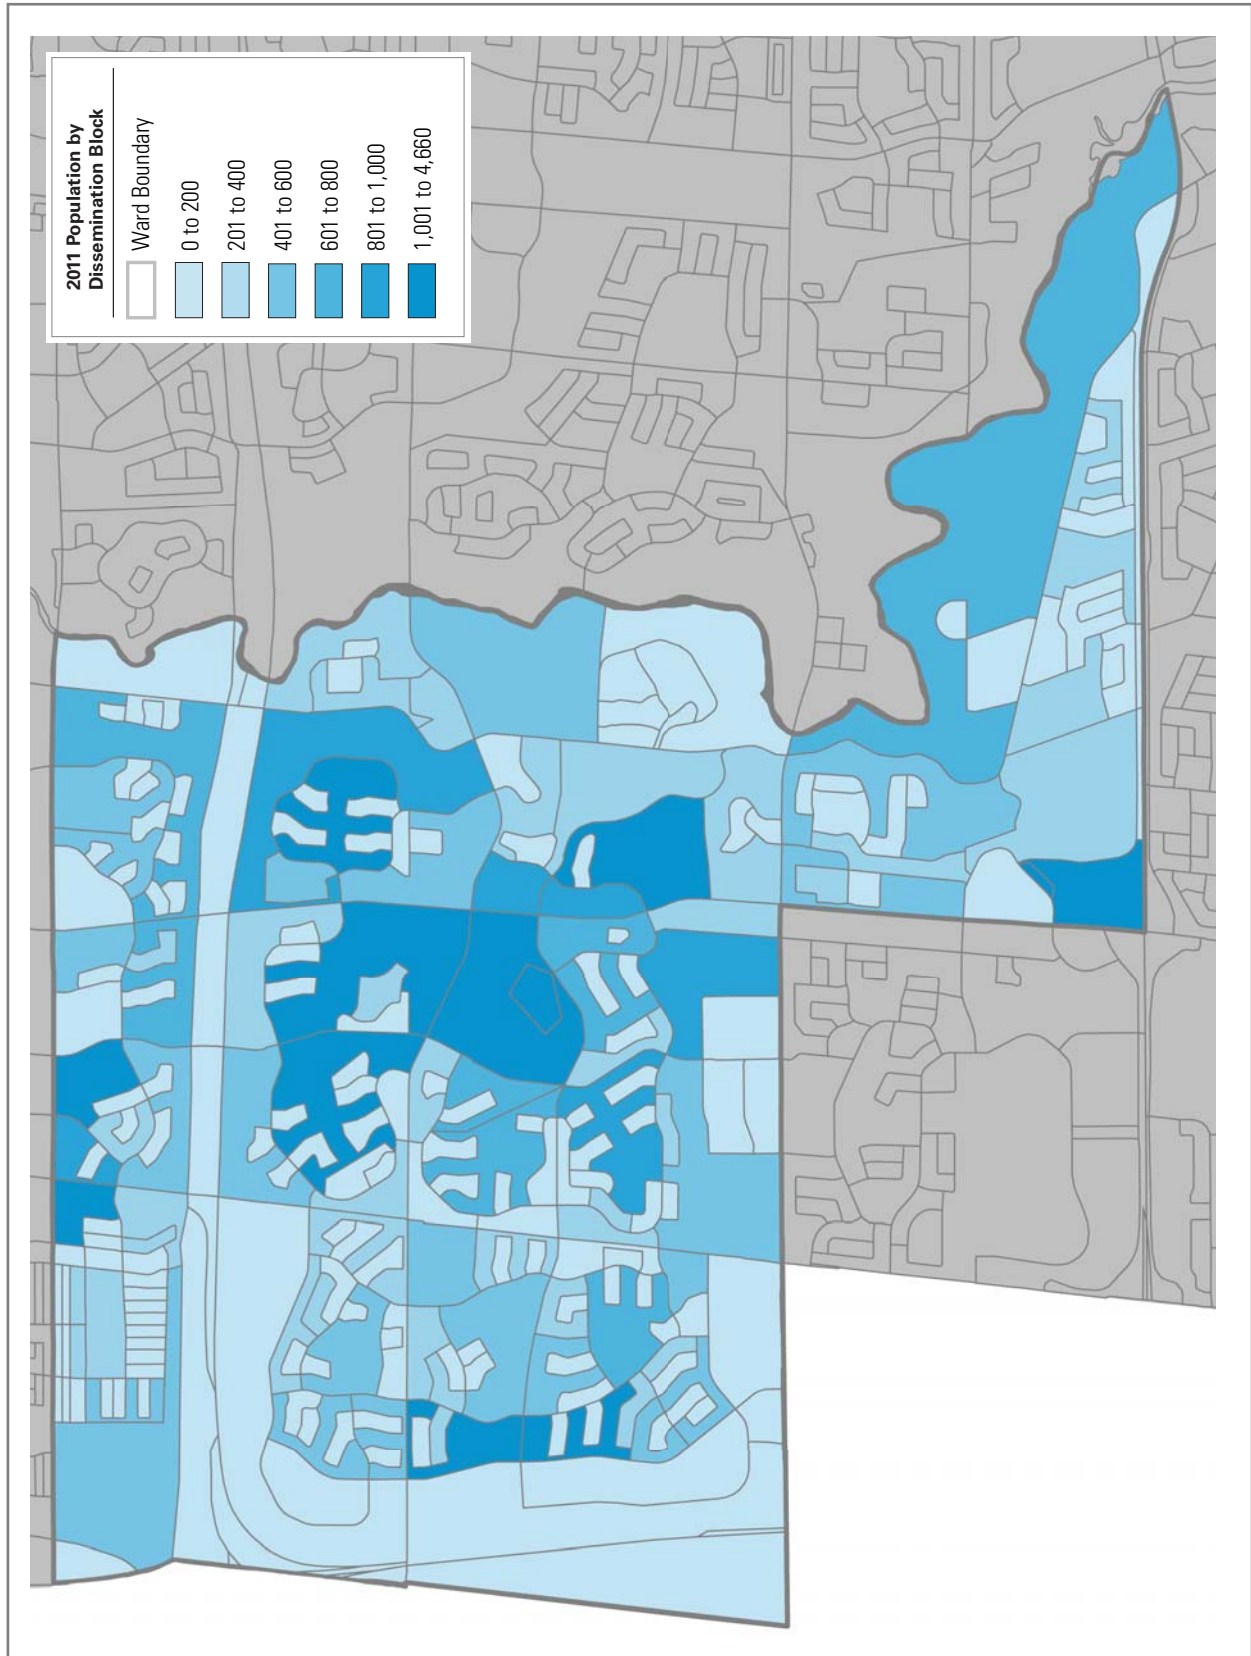 2011 Population by
Dissemination Block
Ward Boundary
0 to 200
201 to 400
401 to 600
601 to 800
801 to 1,000
1,001 to 4,660